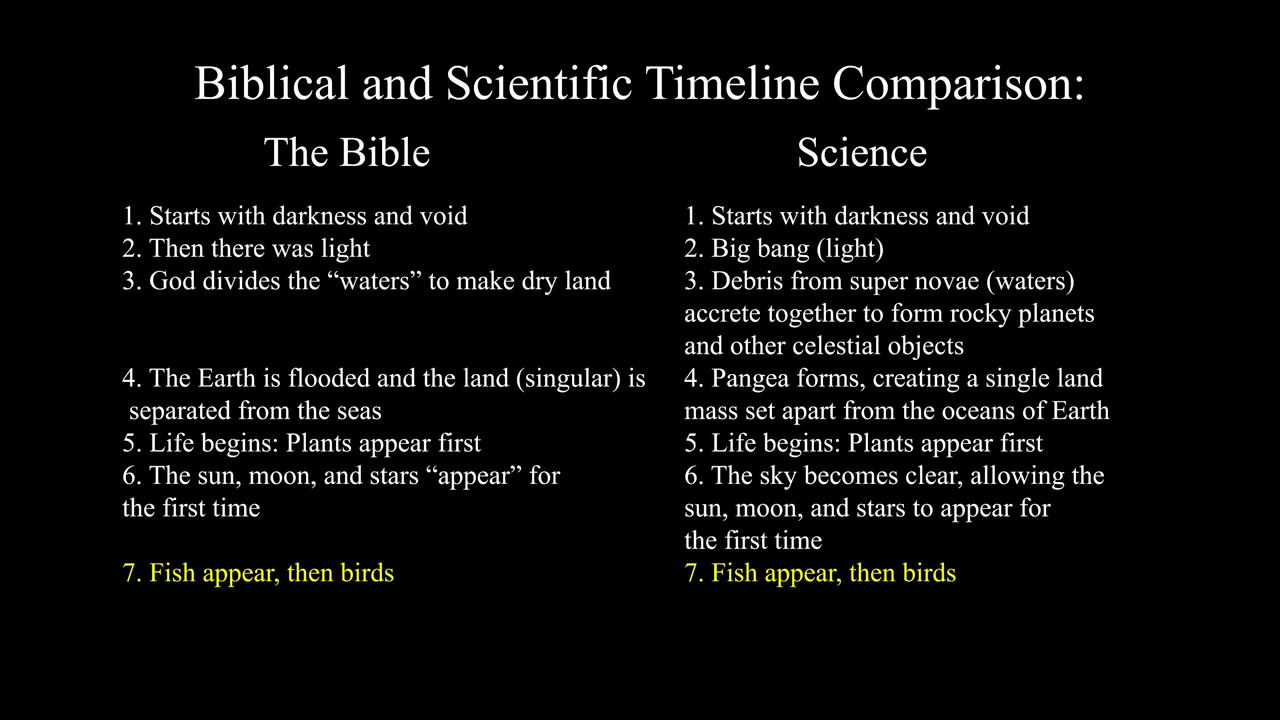 Biblical and Scientific Timeline Comparison:
The Bible
1. Starts with darkness and void
2. Then there was light
3. God divides the “waters” to make dry land
4. The Earth is flooded and the land (singular) is
separated from the seas
5. Life begins: Plants appear first
6. The sun, moon, and stars “appear” for
the first time
7. Fish appear, then birds
Science
1. Starts with darkness and void
2. Big bang (light)
3. Debris from super novae (waters)
accrete together to form rocky planets
and other celestial objects
4. Pangea forms, creating a single land
mass set apart from the oceans of Earth
5. Life begins: Plants appear first
6. The sky becomes clear, allowing the
sun, moon, and stars to appear for
the first time
7. Fish appear, then birds